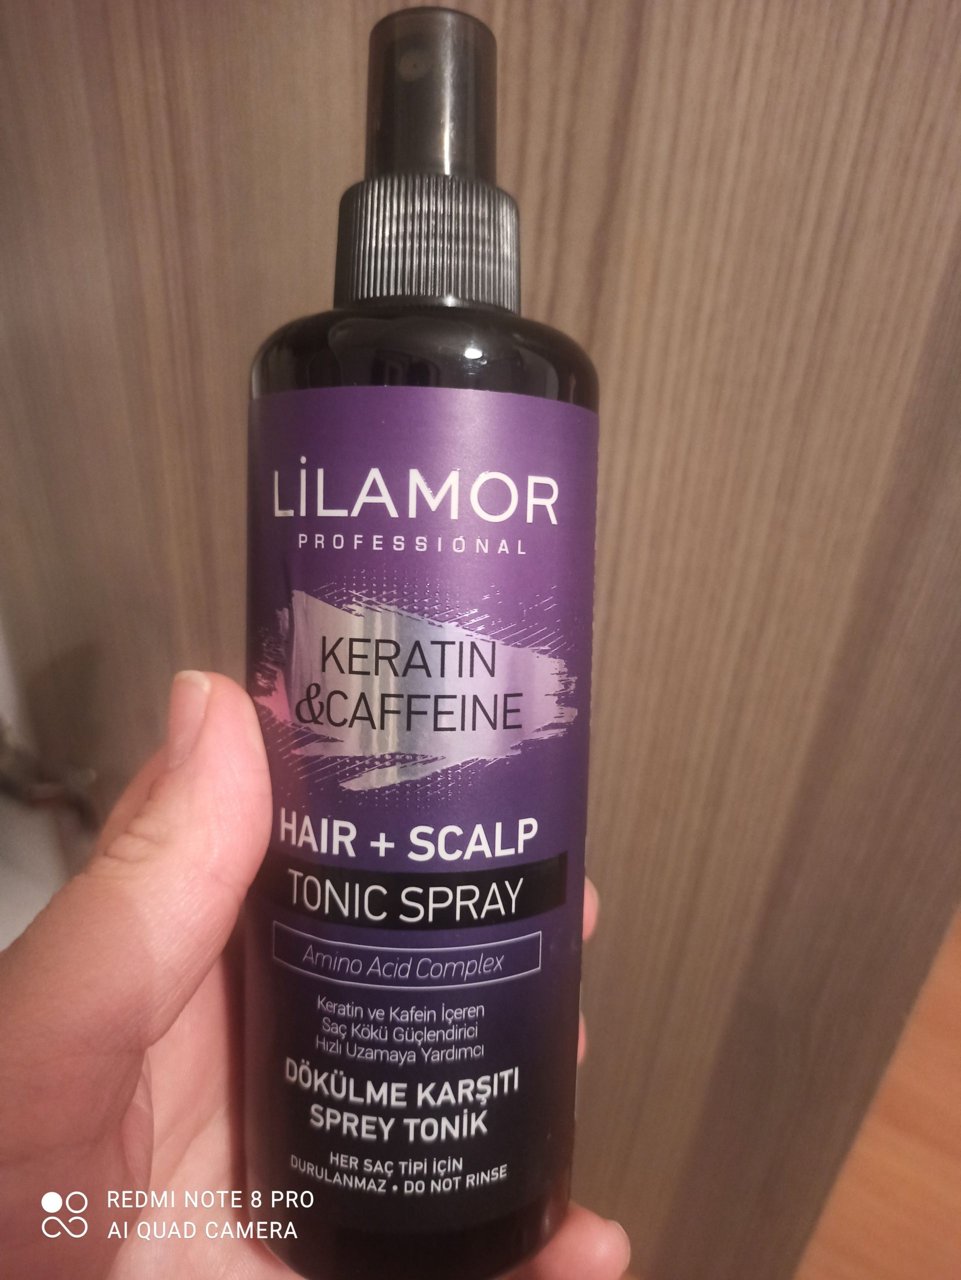 LİLAMOR
PROFESSIONAL
KERATIN
&CAFFEINE
HAIR + SCALP
TONIC SPRAY
Amino Acid Complex
Keratin ve Kafein İçeren
Saç Kökü Güçlendirici
Hızlı Uzamaya Yardımcı
DÖKÜLME KARŞITI
SPREY TONİK
HER SAÇ TİPİ İÇİN
DURULANMAZ • DO NOT RINSE
REDMI NOTE 8 PRO
AI QUAD CAMERA